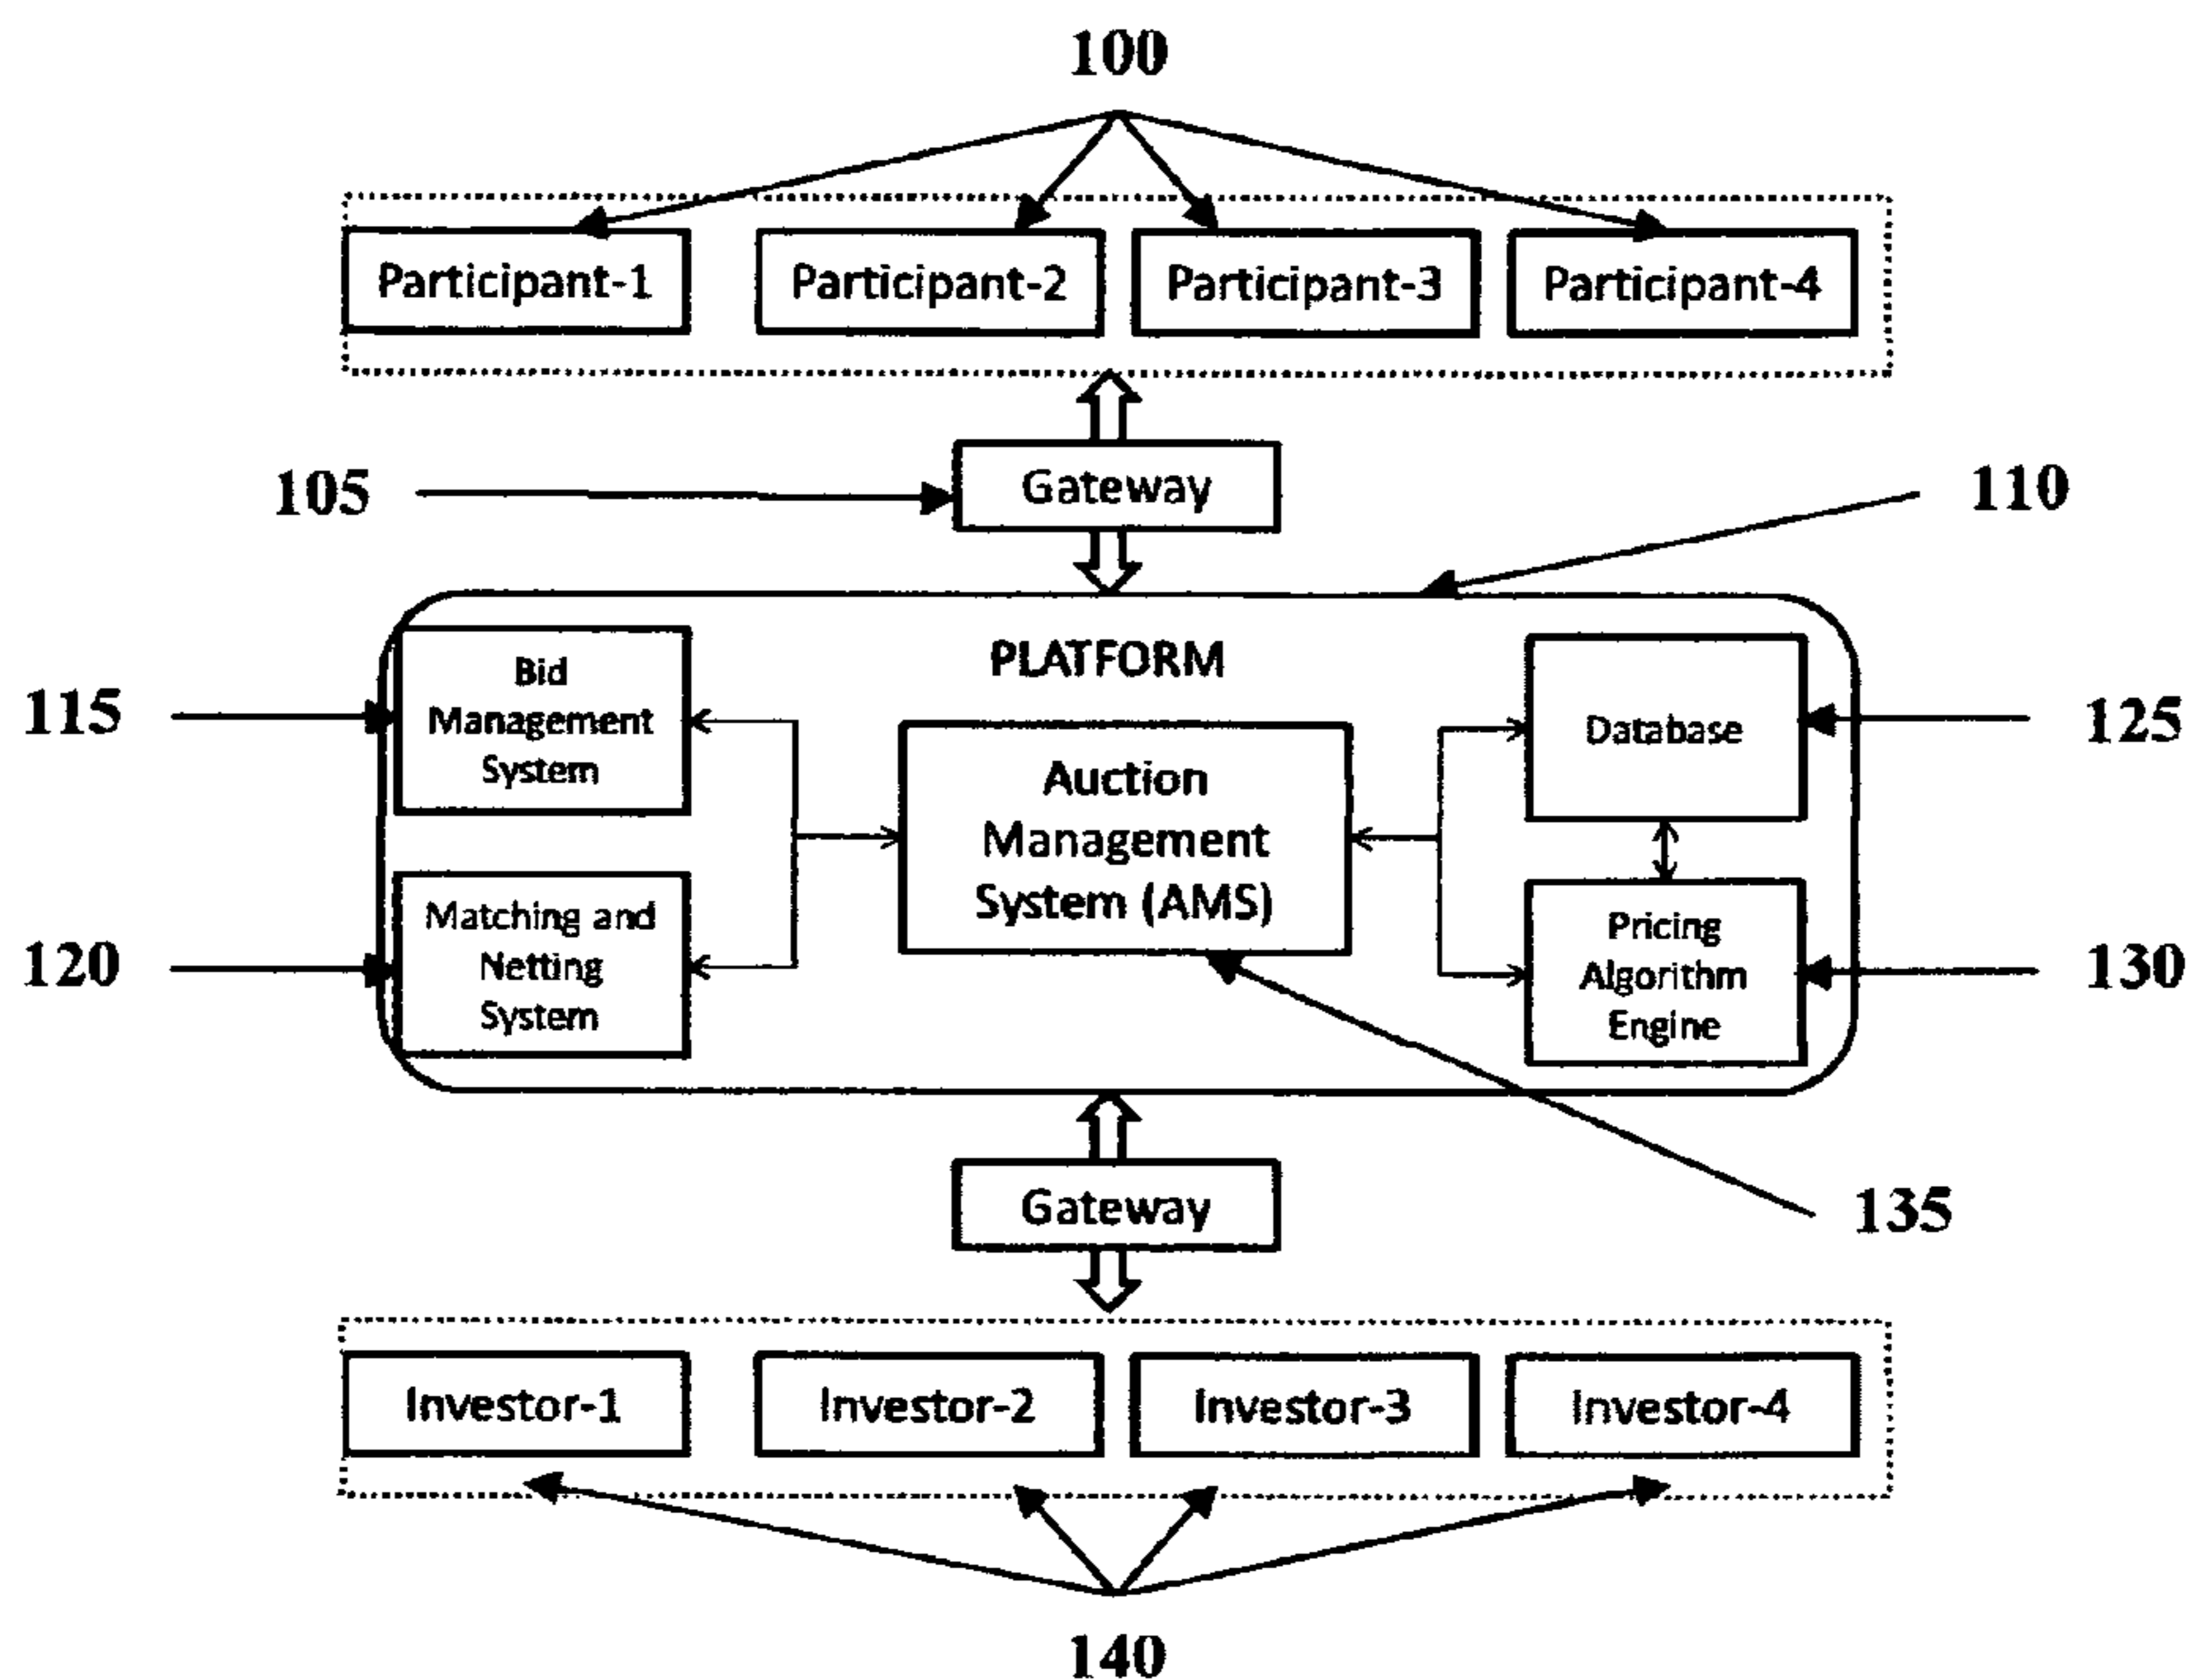 100
Participant-1
Participant-2
Participant-3
Participant-4
105
Gateway
110
PLATFORM
Bid
Management
System
115
Auction
Management
System (AMS)
Database
125
Matching and
Netting
System
120
Pricing
Algorithm
Engine
130
Gateway
135
Investor-1
Investor-2
Investor-3
Investor-4
140